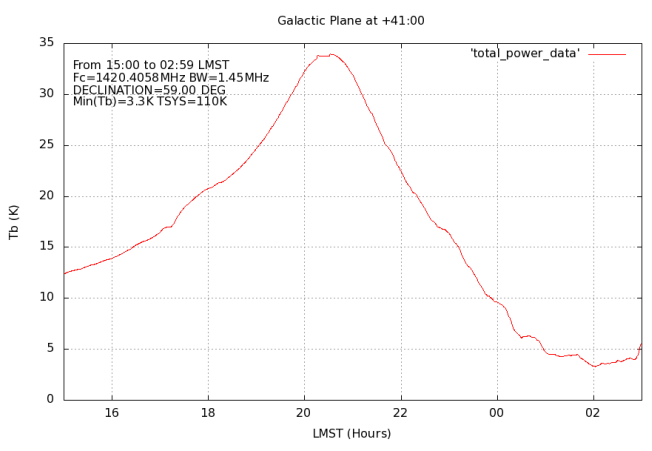 Galactic Plane at +41:00
'total_power_data'
From 15:00 to 02:59 LMST
Fc=1420.4058MHz BW=1.45MHz
DECLINATION=59.00 DEG
Min(Tb)=3.3K TSYS=110K
35
30
25
20
15
10
5
0
Tb (K)
16 18 20 22 00 02
LMST (Hours)